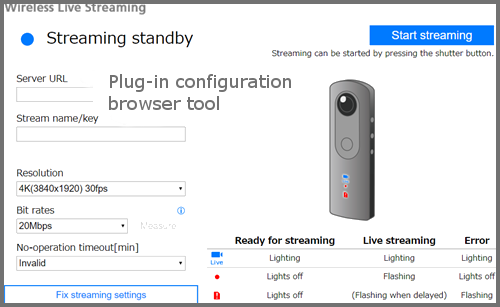 Wireless Live Streaming
Streaming standby
Start streaming
Streaming can be started by pressing the shutter button.
Server URL
Plug-in configuration
browser tool
Stream name/key
Resolution
4K(3840x1920) 30fps
Bit rates
20Mbps
Measure
No-operation timeout[min]
Invalid
Fix streaming settings
Ready for streaming Live streaming Error
Live Lighting Lighting Lighting
Lights off Flashing Lights off
Lights off (Flashing when delayed) Flashing